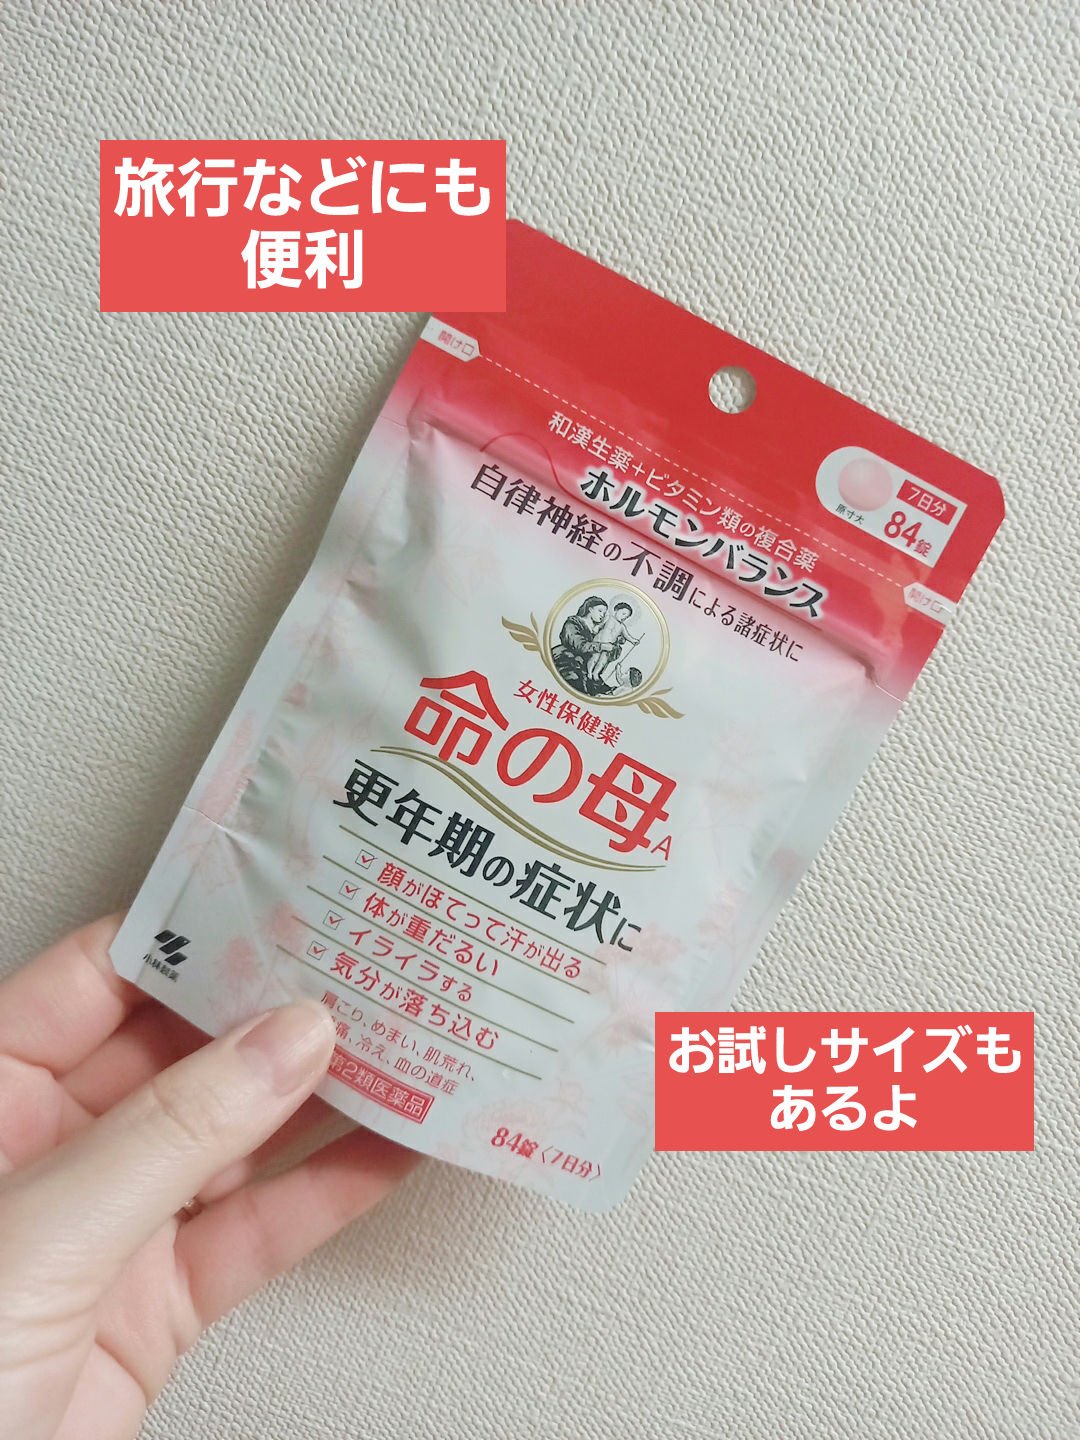 旅行などにも
便利
開け口
和漢生薬+ビタミン類の複合薬
ホルモンバランス
自律神経の不調による諸症状に
原寸大
7日分
84錠
開け口
女性保健薬
命の母A
更年期の症状に
顔がほてって汗が出る
体が重だるい
イライラする
気分が落ち込む
肩こり、めまい、肌荒れ、
痛、冷え、血の道症
第2類医薬品
84錠〈7日分〉
小林製薬
お試しサイズも
あるよ